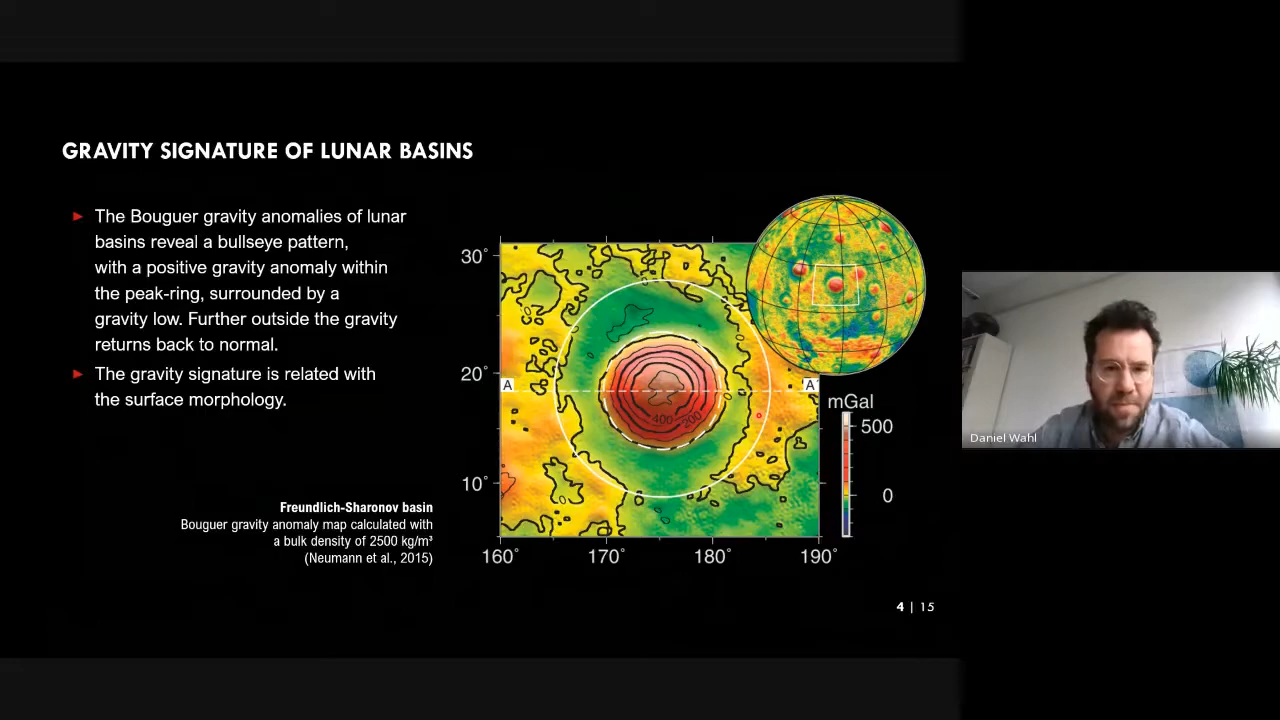 GRAVITY SIGNATURE OF LUNAR BASINS
► The Bouguer gravity anomalies of lunar
basins reveal a bullseye pattern,
with a positive gravity anomaly within
the peak-ring, surrounded by a
gravity low. Further outside the gravity
returns back to normal.
► The gravity signature is related with
the surface morphology.
Freundlich-Sharonov basin
Bouguer gravity anomaly map calculated with
a bulk density of 2500 kg/m³
(Neumann et al., 2015)
30°
20°
10°
160° 170° 180° 190°
A A'
400 200
mGal
500
0
4 | 15
Daniel Wahl